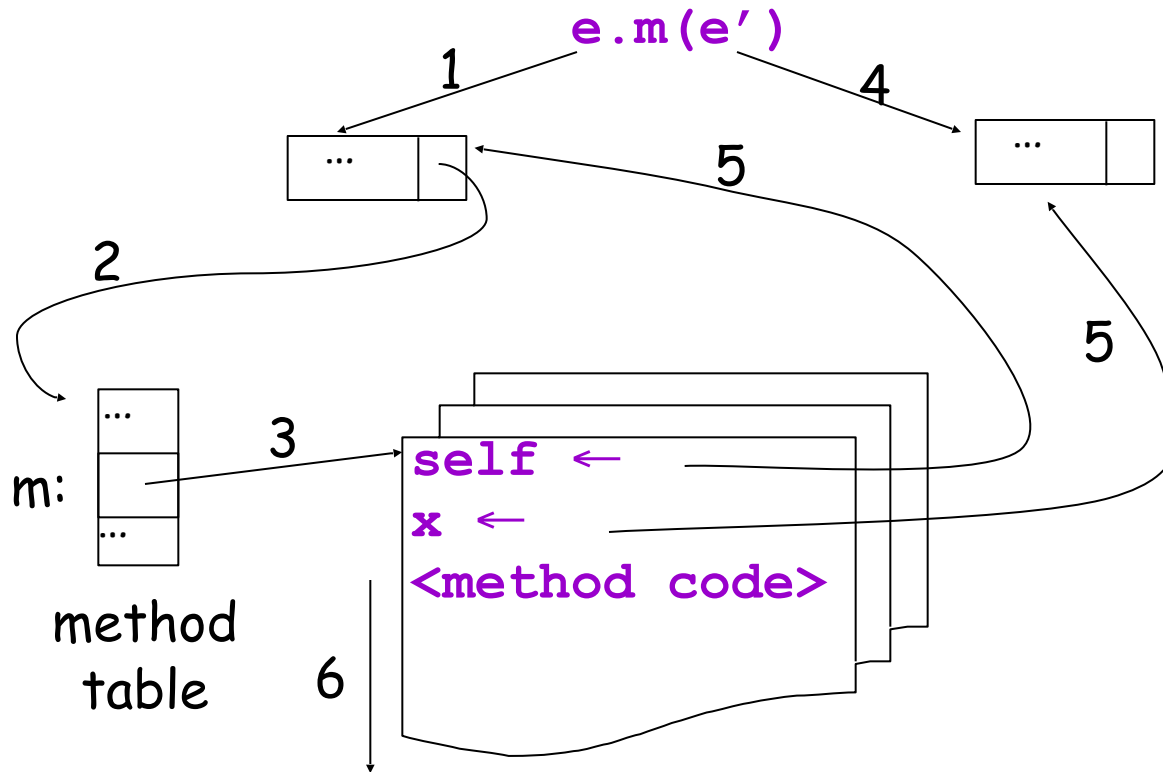 e.m(e’)
1
4
...
...
5
2
5
...
3
self ←
m:
x ←
...
<method code>
method
table
6